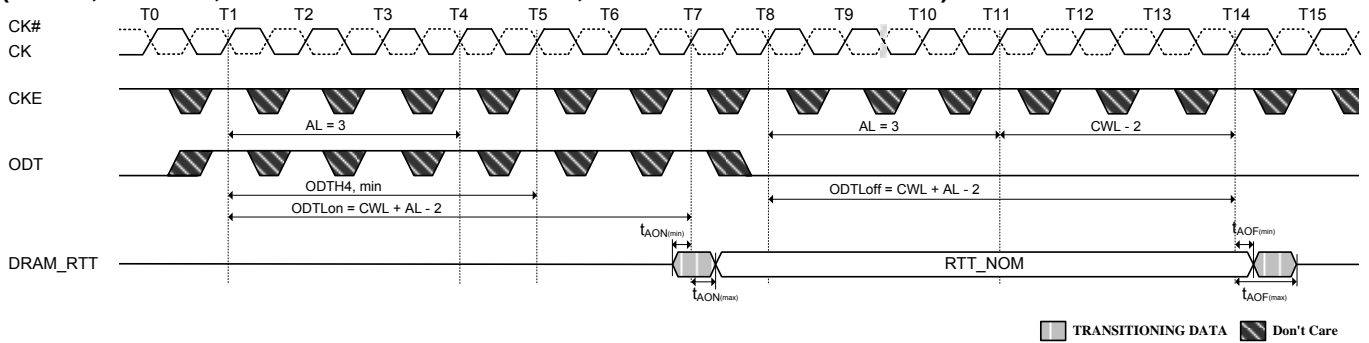 T0 T1 T2 T3 T4 T5 T6 T7 T8 T9 T10 T11 T12 T13 T14 T15
CK#
CK
CKE
AL = 3 AL = 3 CWL - 2
ODT
ODTH4, min ODTLoff = CWL + AL - 2
ODTLon = CWL + AL - 2
tAON(min) tAOF(min)
DRAM_RTT RTT_NOM
tAON(max) tAOF(max)
TRANSITIONING DATA Don't Care